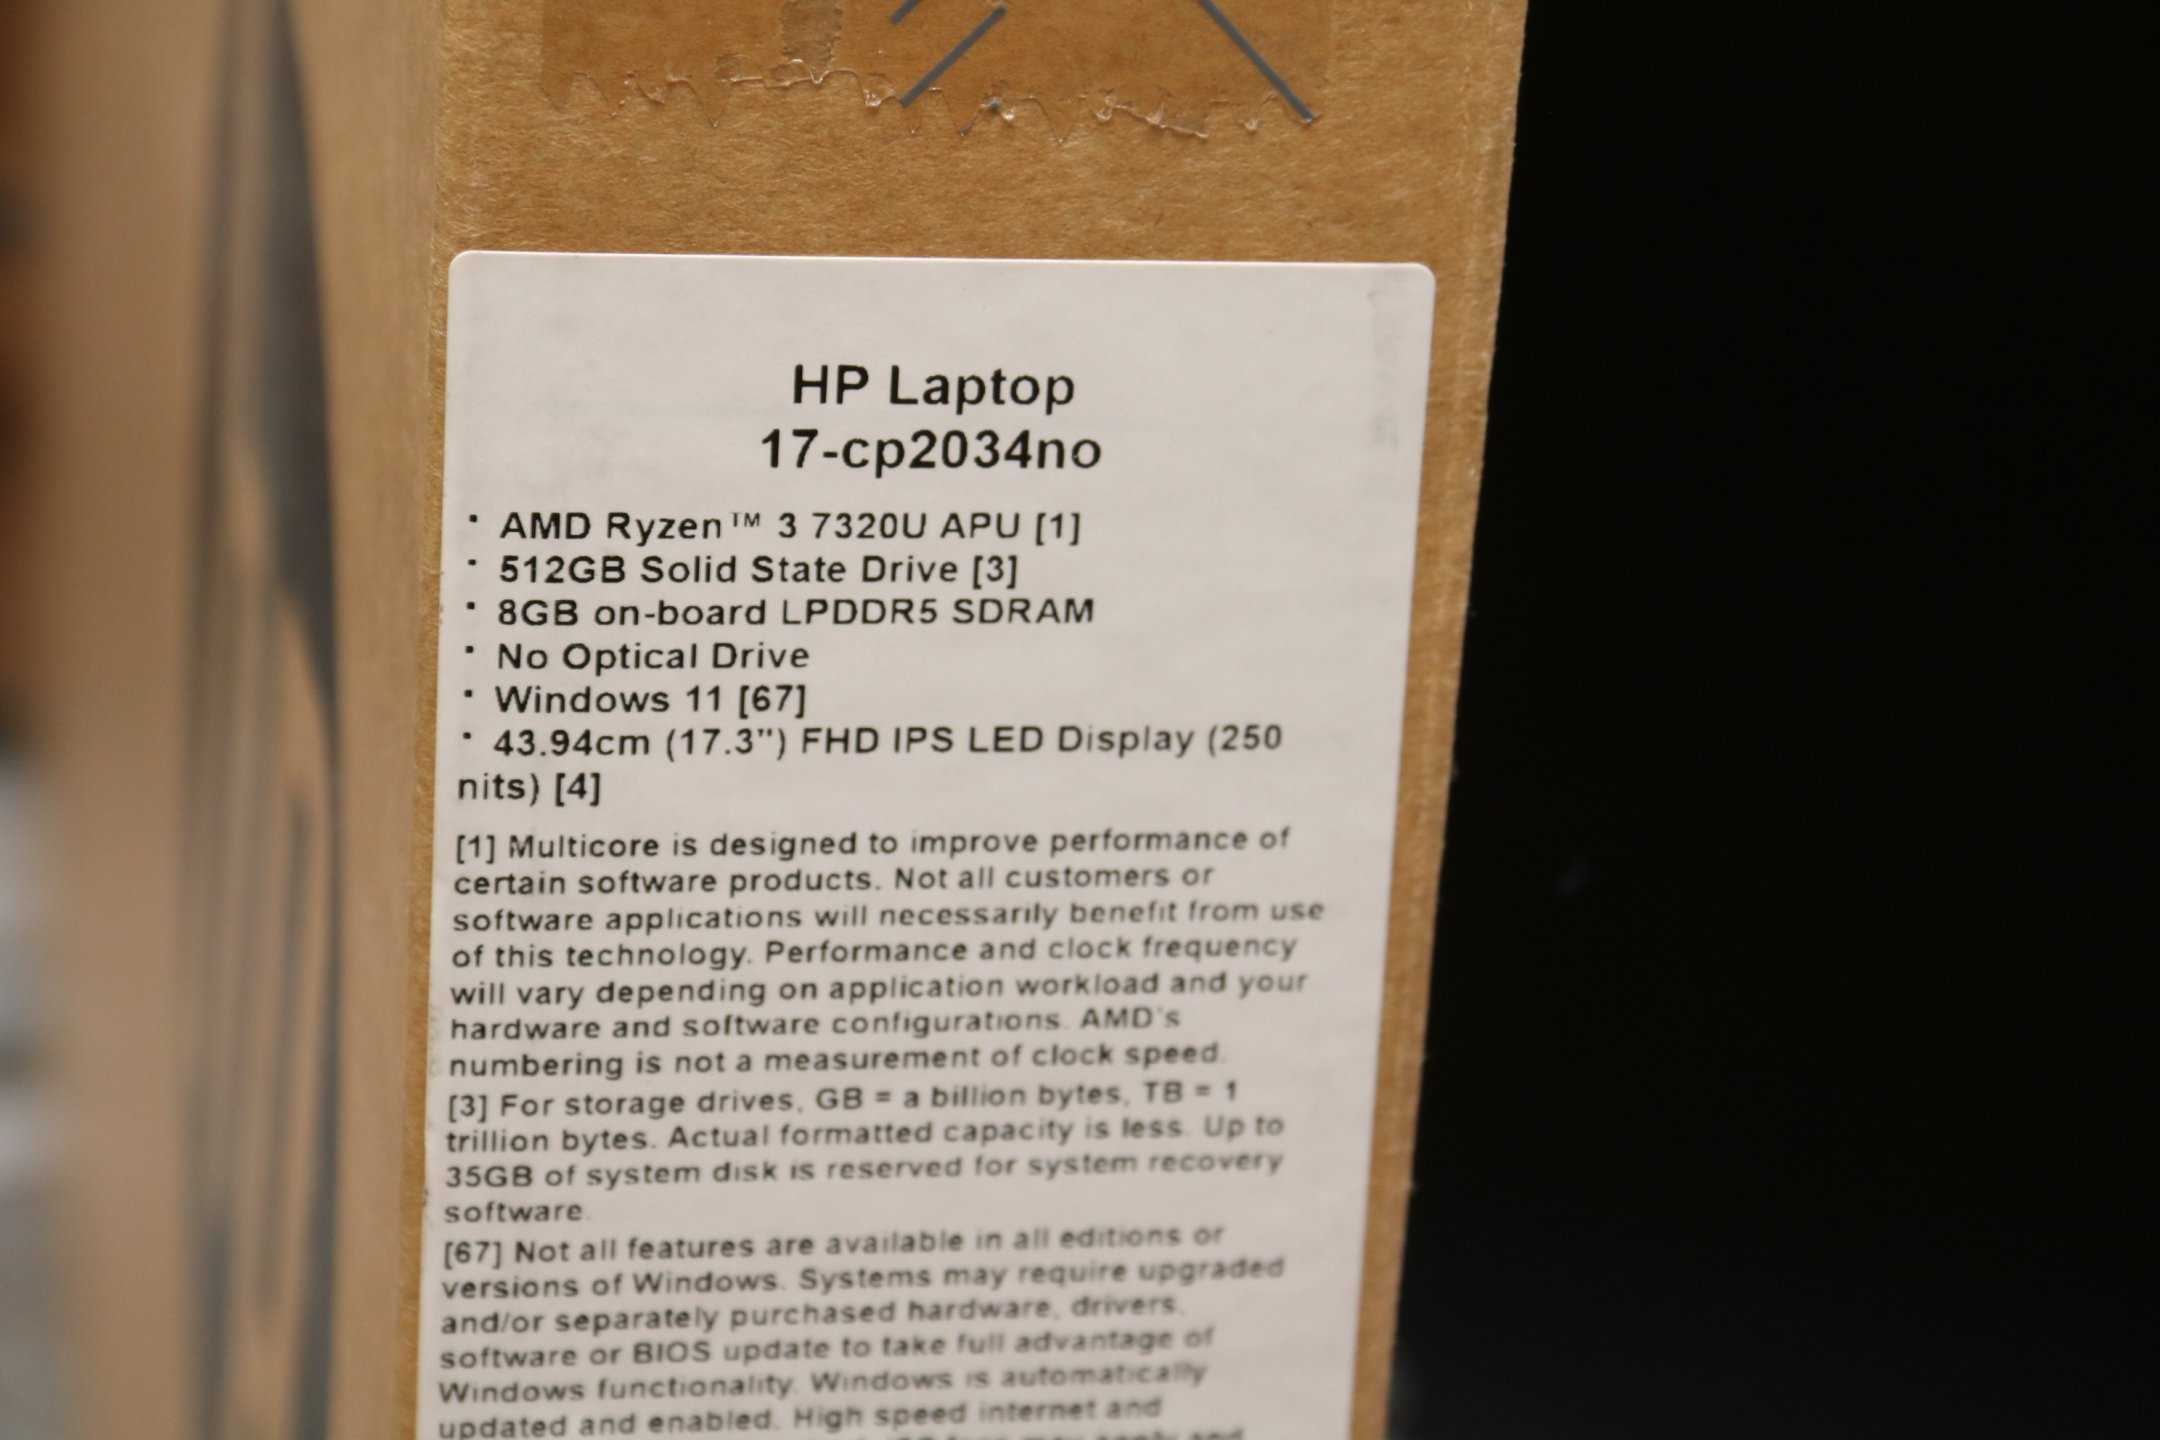 HP Laptop
17-cp2034no
· AMD Ryzen™ 3 7320U APU [1]
· 512GB Solid State Drive [3]
· 8GB on-board LPDDR5 SDRAM
· No Optical Drive
· Windows 11 [67]
· 43.94cm (17.3") FHD IPS LED Display (250
nits) [4]
[1] Multicore is designed to improve performance of
certain software products. Not all customers or
software applications will necessarily benefit from use
of this technology. Performance and clock frequency
will vary depending on application workload and your
hardware and software configurations. AMD's
numbering is not a measurement of clock speed.
[3] For storage drives, GB = a billion bytes, TB = 1
trillion bytes. Actual formatted capacity is less. Up to
35GB of system disk is reserved for system recovery
software.
[67] Not all features are available in all editions or
versions of Windows. Systems may require upgraded
and/or separately purchased hardware, drivers,
software or BIOS update to take full advantage of
Windows functionality. Windows is automatically
updated and enabled. High speed internet and
may apply and